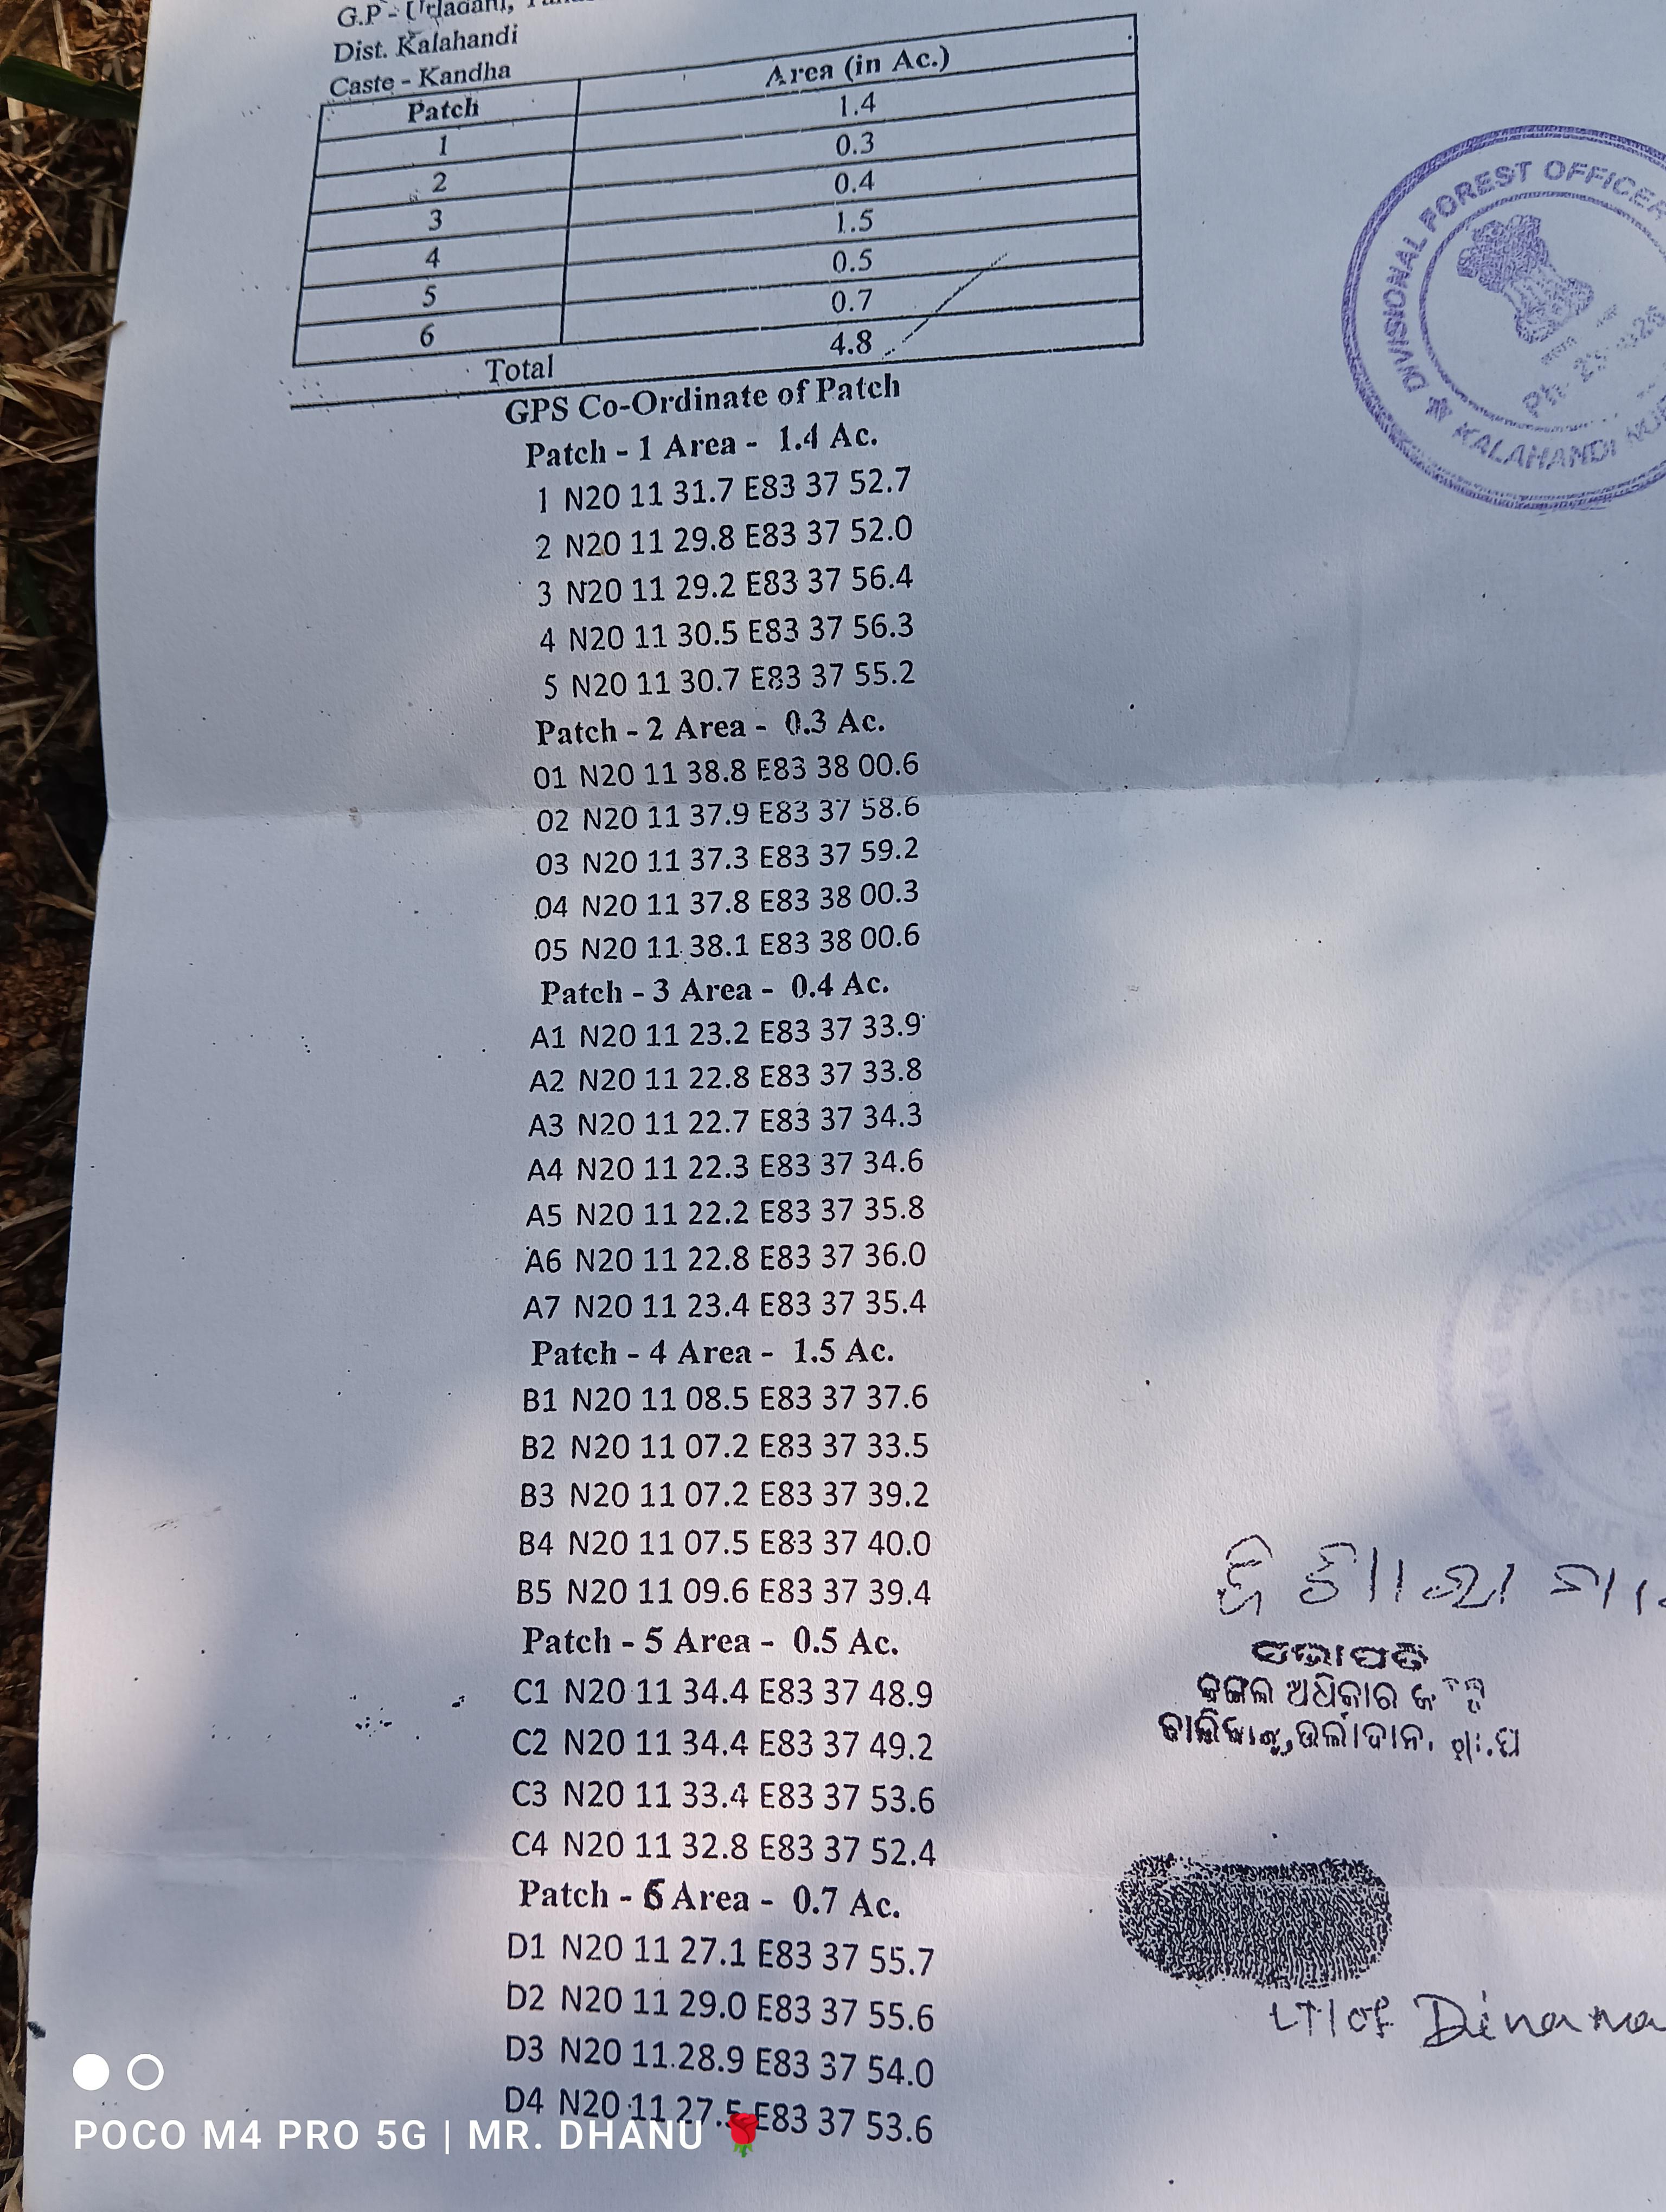 G.P - Urladani,
Dist. Kalahandi
Caste - Kandha
Patch Area (in Ac.)
1 1.4
2 0.3
3 0.4
4 1.5
5 0.5
6 0.7
Total 4.8
GPS Co-Ordinate of Patch
Patch - 1 Area - 1.4 Ac.
1 N20 11 31.7 E83 37 52.7
2 N20 11 29.8 E83 37 52.0
3 N20 11 29.2 E83 37 56.4
4 N20 11 30.5 E83 37 56.3
5 N20 11 30.7 E83 37 55.2
Patch - 2 Area - 0.3 Ac.
01 N20 11 38.8 E83 38 00.6
02 N20 11 37.9 E83 37 58.6
03 N20 11 37.3 E83 37 59.2
04 N20 11 37.8 E83 38 00.3
05 N20 11 38.1 E83 38 00.6
Patch - 3 Area - 0.4 Ac.
A1 N20 11 23.2 E83 37 33.9
A2 N20 11 22.8 E83 37 33.8
A3 N20 11 22.7 E83 37 34.3
A4 N20 11 22.3 E83 37 34.6
A5 N20 11 22.2 E83 37 35.8
A6 N20 11 22.8 E83 37 36.0
A7 N20 11 23.4 E83 37 35.4
Patch - 4 Area - 1.5 Ac.
B1 N20 11 08.5 E83 37 37.6
B2 N20 11 07.2 E83 37 33.5
B3 N20 11 07.2 E83 37 39.2
B4 N20 11 07.5 E83 37 40.0
B5 N20 11 09.6 E83 37 39.4
Patch - 5 Area - 0.5 Ac.
C1 N20 11 34.4 E83 37 48.9
C2 N20 11 34.4 E83 37 49.2
C3 N20 11 33.4 E83 37 53.6
C4 N20 11 32.8 E83 37 52.4
Patch - 6 Area - 0.7 Ac.
D1 N20 11 27.1 E83 37 55.7
D2 N20 11 29.0 E83 37 55.6
D3 N20 11 28.9 E83 37 54.0
D4 N20 11 27.5 E83 37 53.6
DIVISIONAL FOREST OFFICER
KALAHANDI
ସଭାପତି
ଜଙ୍ଗଲ ଅଧିକାର
ଉର୍ଲାଦାନି. ଗ୍ରା.ପ
LTI of Dinama
POCO M4 PRO 5G | MR. DHANU 🌹